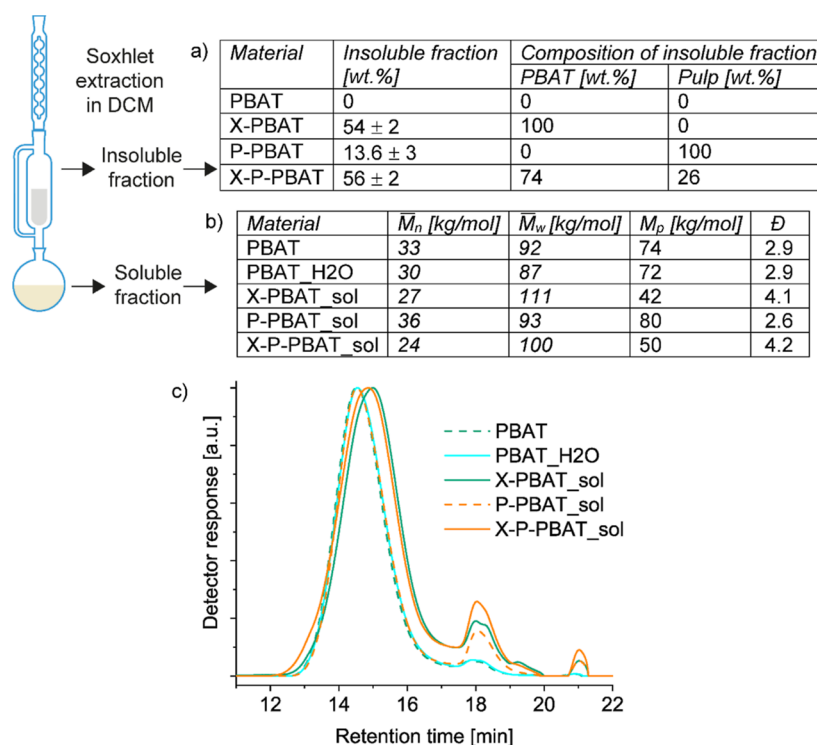 Soxhlet
extraction
in DCM
Insoluble
fraction
Soluble
fraction
a)
Material Insoluble fraction [wt.%] Composition of insoluble fraction
PBAT [wt.%] Pulp [wt.%]
PBAT 0 0 0
X-PBAT 54 ± 2 100 0
P-PBAT 13.6 ± 3 0 100
X-P-PBAT 56 ± 2 74 26
b)
Material M̅n [kg/mol] M̅w [kg/mol] Mp [kg/mol] Đ
PBAT 33 92 74 2.9
PBAT_H2O 30 87 72 2.9
X-PBAT_sol 27 111 42 4.1
P-PBAT_sol 36 93 80 2.6
X-P-PBAT_sol 24 100 50 4.2
c)
PBAT
PBAT_H2O
X-PBAT_sol
P-PBAT_sol
X-P-PBAT_sol
Detector response [a.u.]
12 14 16 18 20 22
Retention time [min]